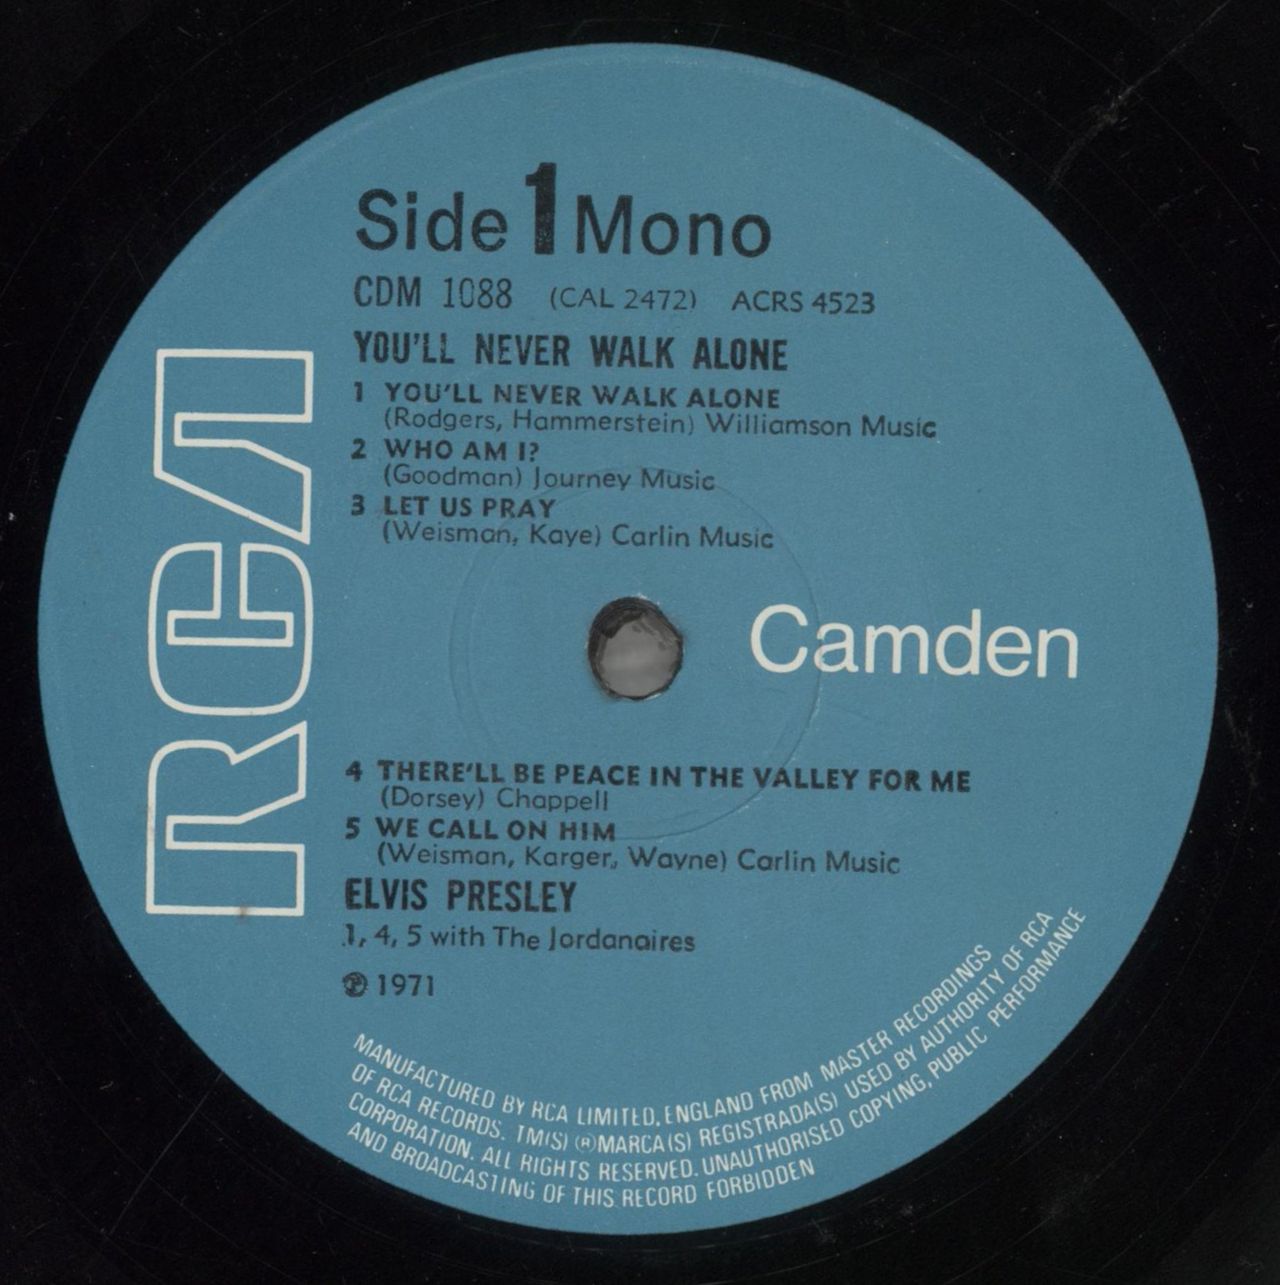 Side 1 Mono
CDM 1088 (CAL 2472) ACRS 4523
YOU'LL NEVER WALK ALONE
1 YOU'LL NEVER WALK ALONE
(Rodgers, Hammerstein) Williamson Music
2 WHO AM I?
(Goodman) Journey Music
3 LET US PRAY
(Weisman, Kaye) Carlin Music
RCA
Camden
4 THERE'LL BE PEACE IN THE VALLEY FOR ME
(Dorsey) Chappell
5 WE CALL ON HIM
(Weisman, Karger, Wayne) Carlin Music
ELVIS PRESLEY
1, 4, 5 with The Jordanaires
℗ 1971
MANUFACTURED BY RCA LIMITED, ENGLAND FROM MASTER RECORDINGS
OF RCA RECORDS. TM(S) ® MARCA(S) REGISTRADA(S) USED BY AUTHORITY OF RCA
CORPORATION. ALL RIGHTS RESERVED. UNAUTHORISED COPYING, PUBLIC PERFORMANCE
AND BROADCASTING OF THIS RECORD FORBIDDEN